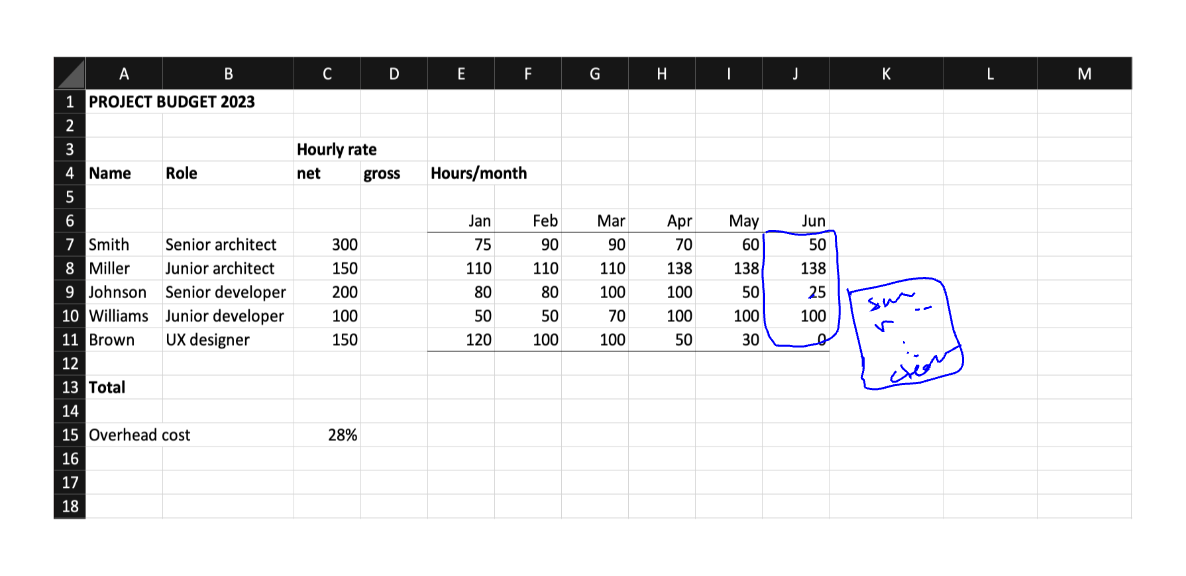 A B C D E F G H I J K L M
1 PROJECT BUDGET 2023
2
3 Hourly rate
4 Name Role net gross Hours/month
5
6 Jan Feb Mar Apr May Jun
7 Smith Senior architect 300 75 90 90 70 60 50
8 Miller Junior architect 150 110 110 110 138 138 138
9 Johnson Senior developer 200 80 80 100 100 50 25
10 Williams Junior developer 100 50 50 70 100 100 100
11 Brown UX designer 150 120 100 100 50 30 0
12
13 Total
14
15 Overhead cost 28%
16
17
18